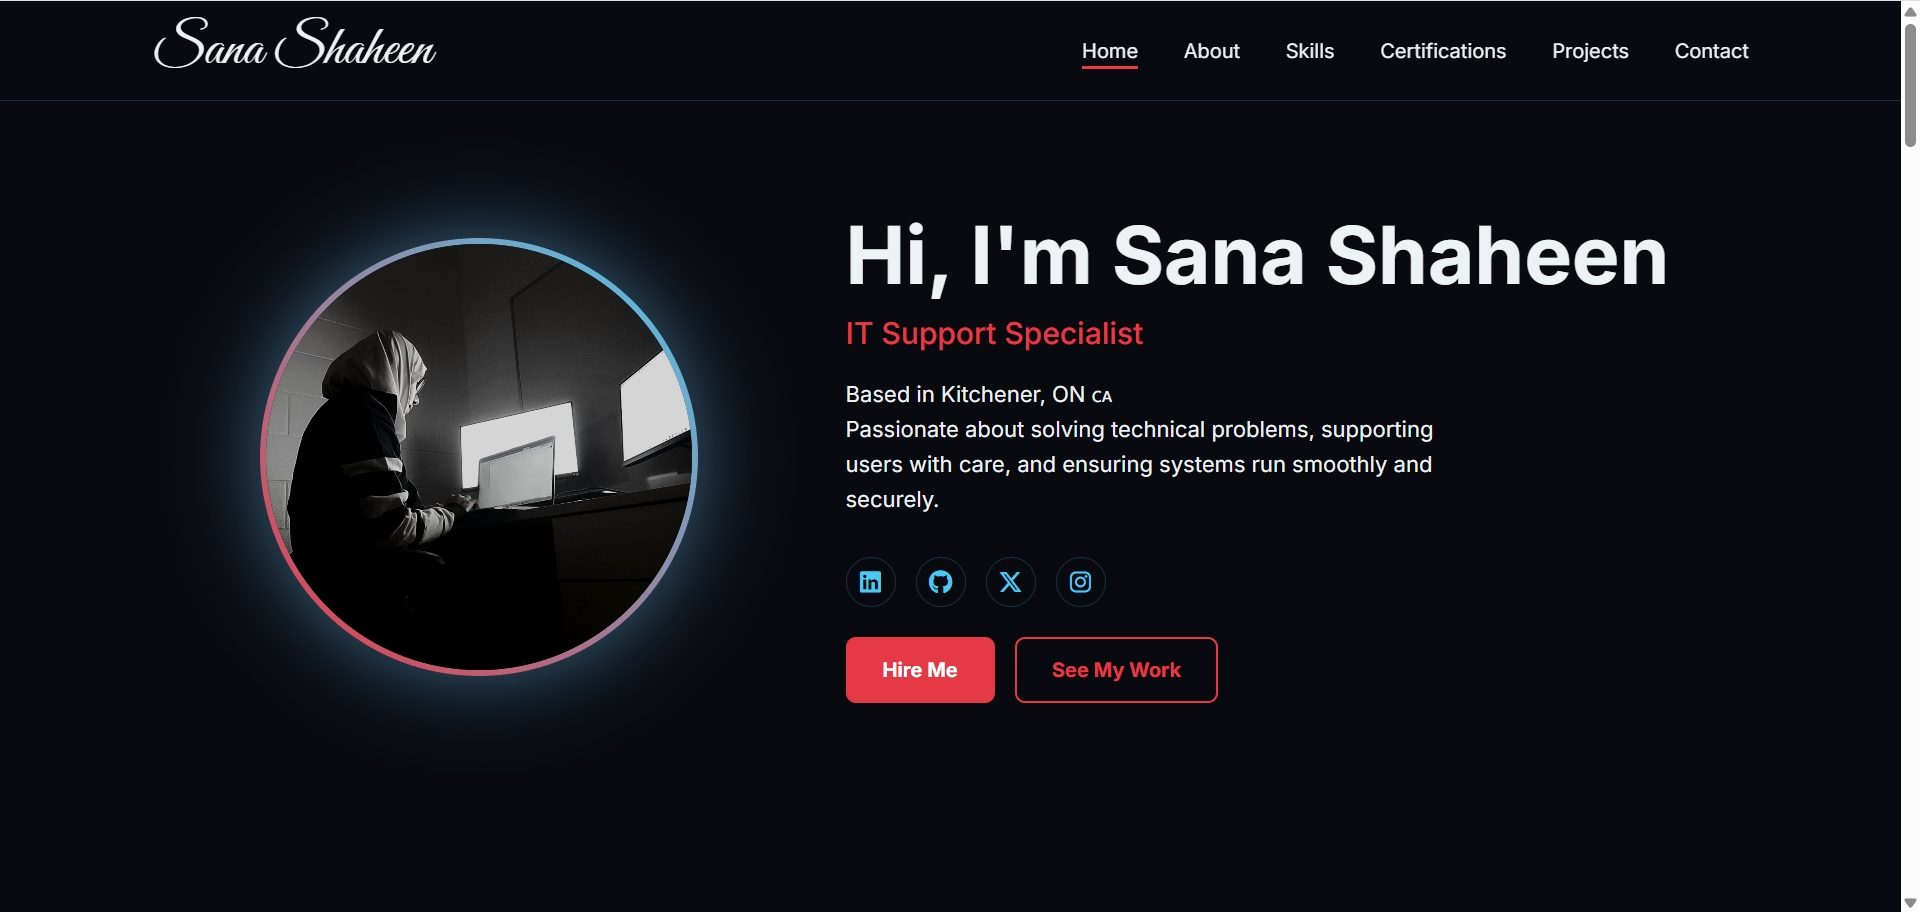 Sana Shaheen
Home About Skills Certifications Projects Contact
Hi, I'm Sana Shaheen
IT Support Specialist
Based in Kitchener, ON CA
Passionate about solving technical problems, supporting
users with care, and ensuring systems run smoothly and
securely.
Hire Me
See My Work